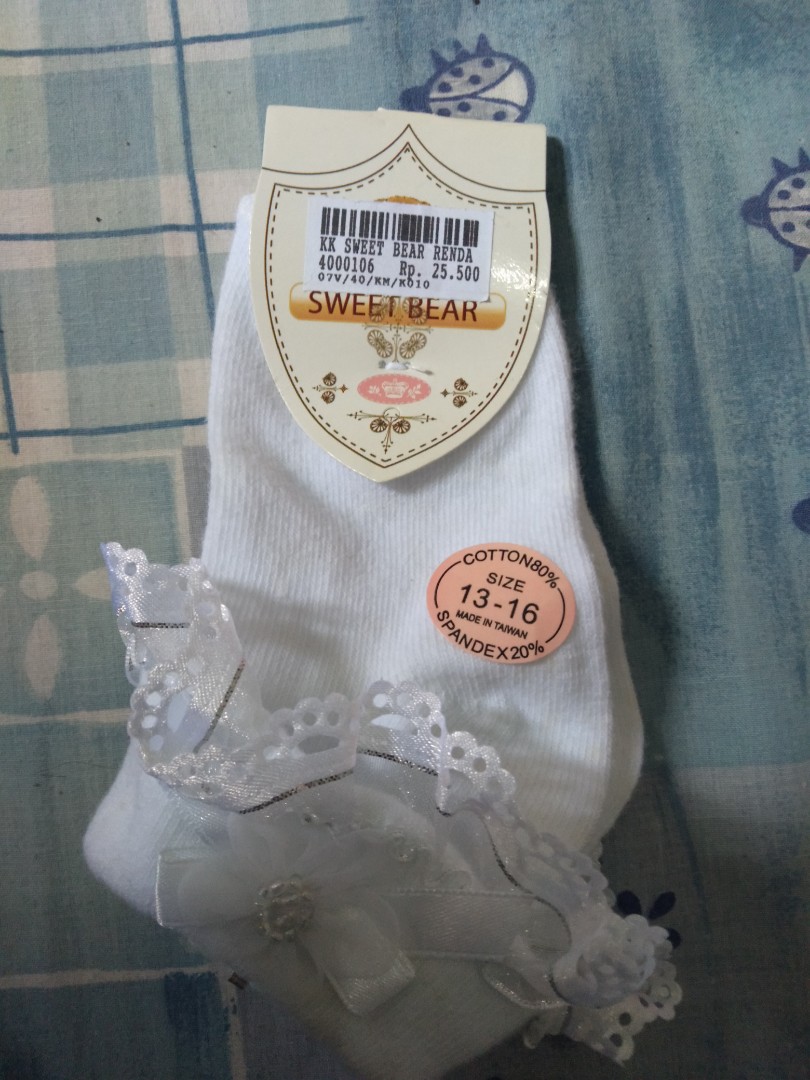 KK SWEET BEAR RENDA
4000106 Rp. 25.500
07V/40/KM/K010
SWEET BEAR
COTTON80%
SIZE
13-16
MADE IN TAIWAN
SPANDEX20%